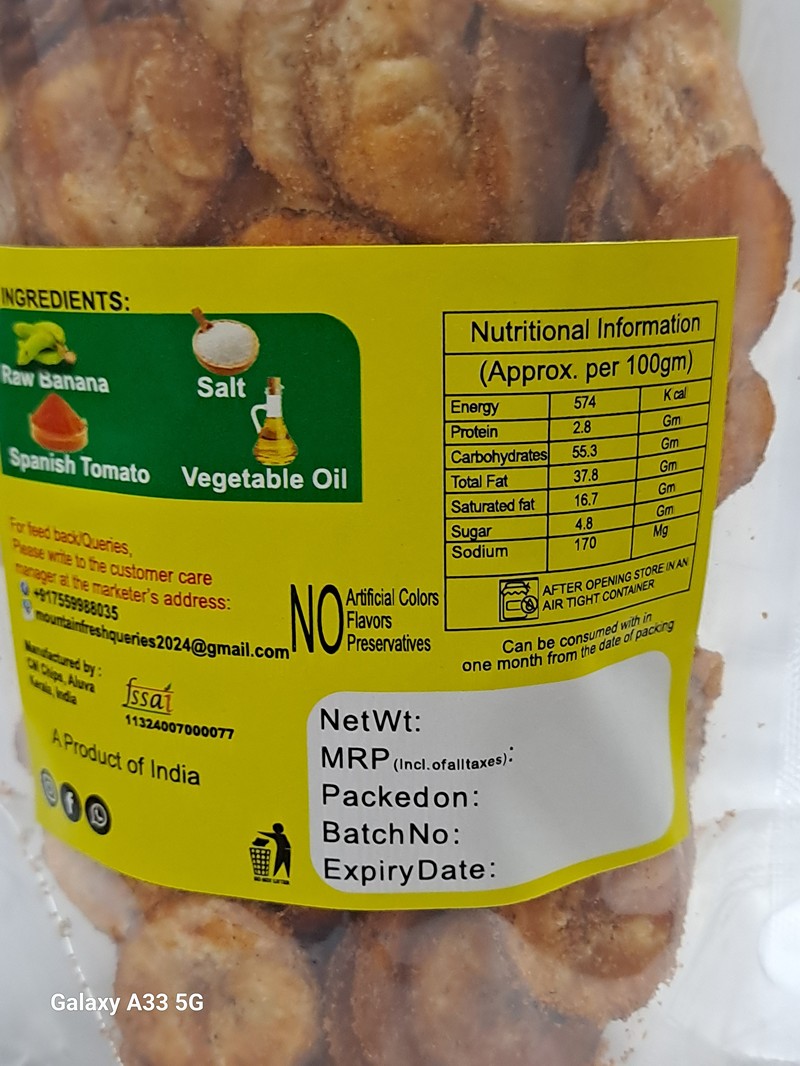 INGREDIENTS:
Raw Banana
Salt
Spanish Tomato
Vegetable Oil
For feed back/Queries,
Please write to the customer care
manager at the marketer's address:
+917559988035
mountainfreshqueries2024@gmail.com
Manufactured by :
Chips, Aluva
Kerala, India
fssai
11324007000077
A Product of India
NO Artificial Colors
Flavors
Preservatives
Nutritional Information
(Approx. per 100gm)
Energy 574 Kcal
Protein 2.8 Gm
Carbohydrates 55.3 Gm
Total Fat 37.8 Gm
Saturated fat 16.7 Gm
Sugar 4.8 Gm
Sodium 170 Mg
AFTER OPENING STORE IN AN
AIR TIGHT CONTAINER
Can be consumed with in
one month from the date of packing
NetWt:
MRP (Incl.ofalltaxes):
Packedon:
BatchNo:
ExpiryDate:
Galaxy A33 5G